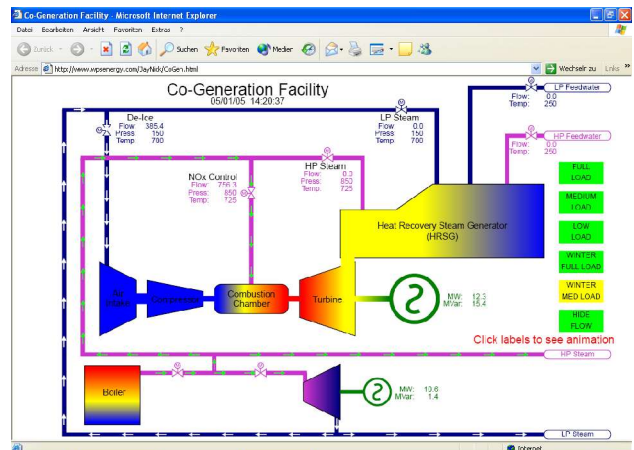 Co-Generation Facility - Microsoft Internet Explorer
Datei Bearbeiten Ansicht Favoriten Extras ?
Zurück Suchen Favoriten Medien
Adresse http://www.wpsenergy.com/JayNick/CoGen.html Wechseln zu Links »
Co-Generation Facility
05/01/05 14:20:37
De-Ice
Flow 385.4
Press 150
Temp 700
LP Steam
Flow 0.0
Press 150
Temp 700
Flow: 0.0
Temp: 250
LP Feedwater
HP Feedwater
Flow: 0.0
Temp: 250
NOx Control
Flow: 756.3
Press: 850
Temp: 725
HP Steam
Flow: 0.0
Press: 850
Temp: 725
FULL
LOAD
MEDIUM
LOAD
LOW
LOAD
WINTER
FULL LOAD
WINTER
MED LOAD
HIDE
FLOW
Heat Recovery Steam Generator
(HRSG)
Air
Intake
Compressor
Combustion
Chamber
Turbine
MW: 12.3
MVar: 15.4
Click labels to see animation
HP Steam
Boiler
MW: 10.6
MVar: 1.4
LP Steam
Internet